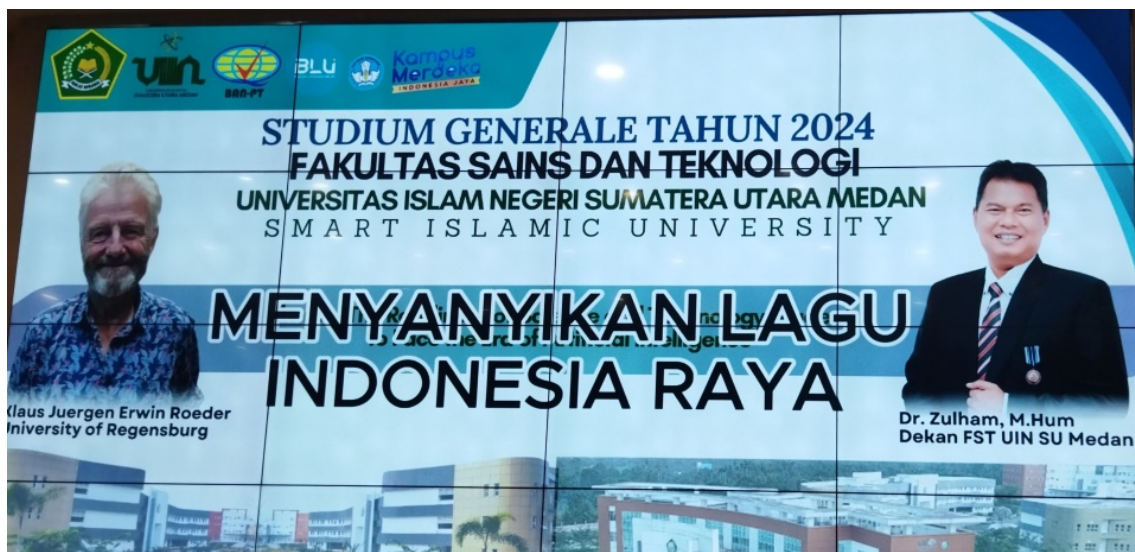 UIN
BAN-PT
BLU
Kampus
Merdeka
INDONESIA JAYA
STUDIUM GENERALE TAHUN 2024
FAKULTAS SAINS DAN TEKNOLOGI
UNIVERSITAS ISLAM NEGERI SUMATERA UTARA MEDAN
SMART ISLAMIC UNIVERSITY
MENYANYIKAN LAGU
INDONESIA RAYA
Klaus Juergen Erwin Roeder
University of Regensburg
Dr. Zulham, M.Hum
Dekan FST UIN SU Medan